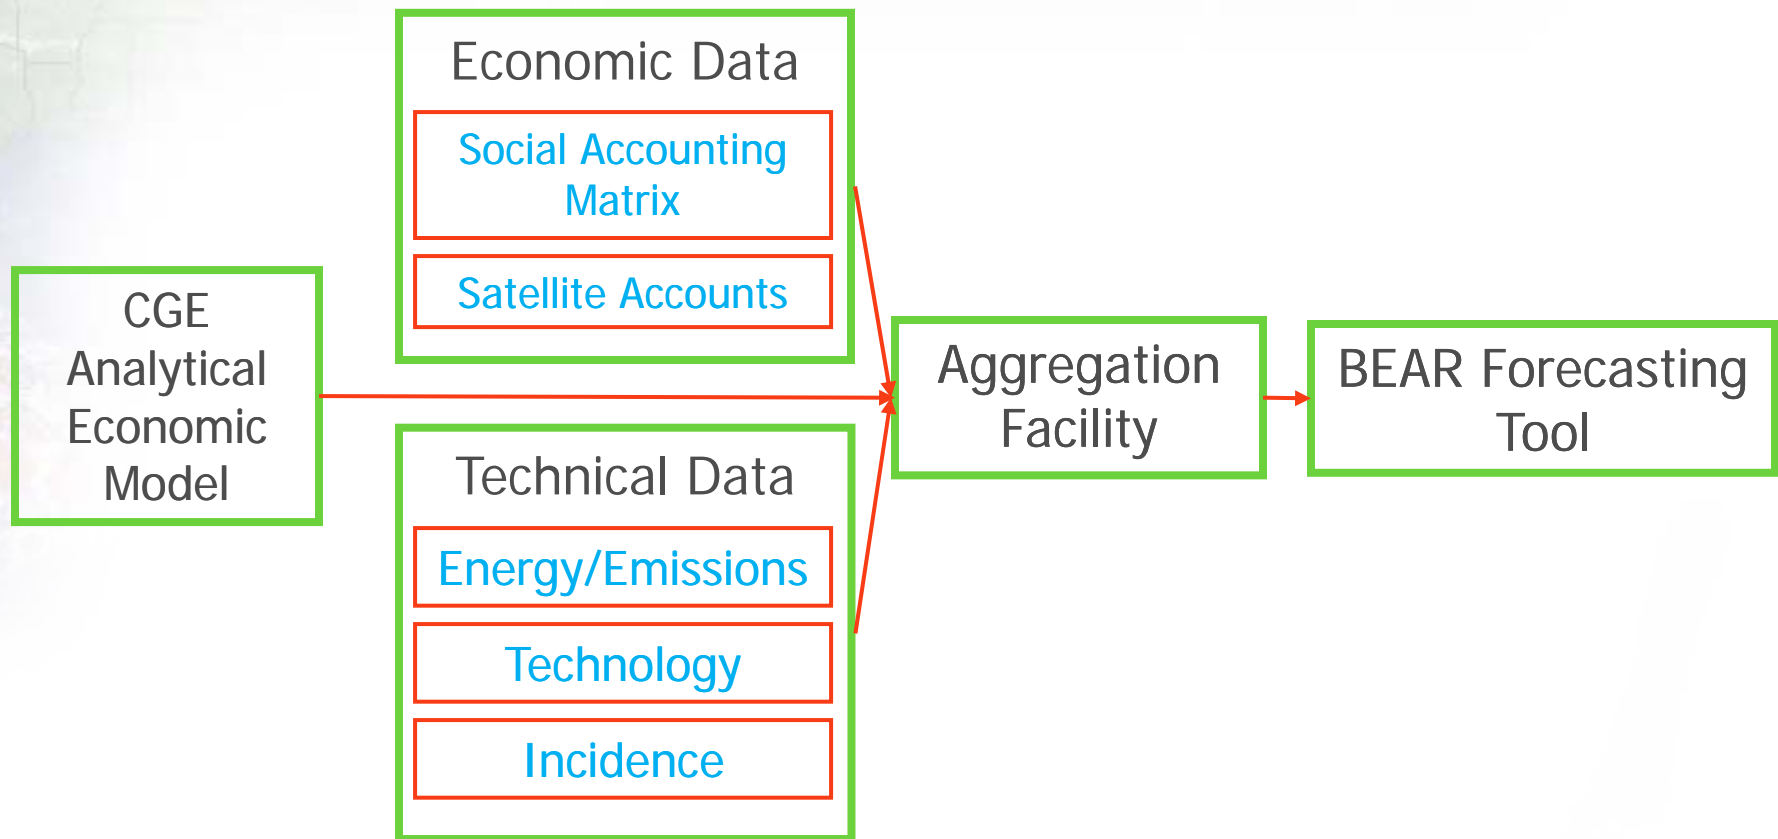 Economic Data
Social Accounting
Matrix
Satellite Accounts
CGE
Analytical
Economic
Model
Technical Data
Energy/Emissions
Technology
Incidence
Aggregation
Facility
BEAR Forecasting
Tool